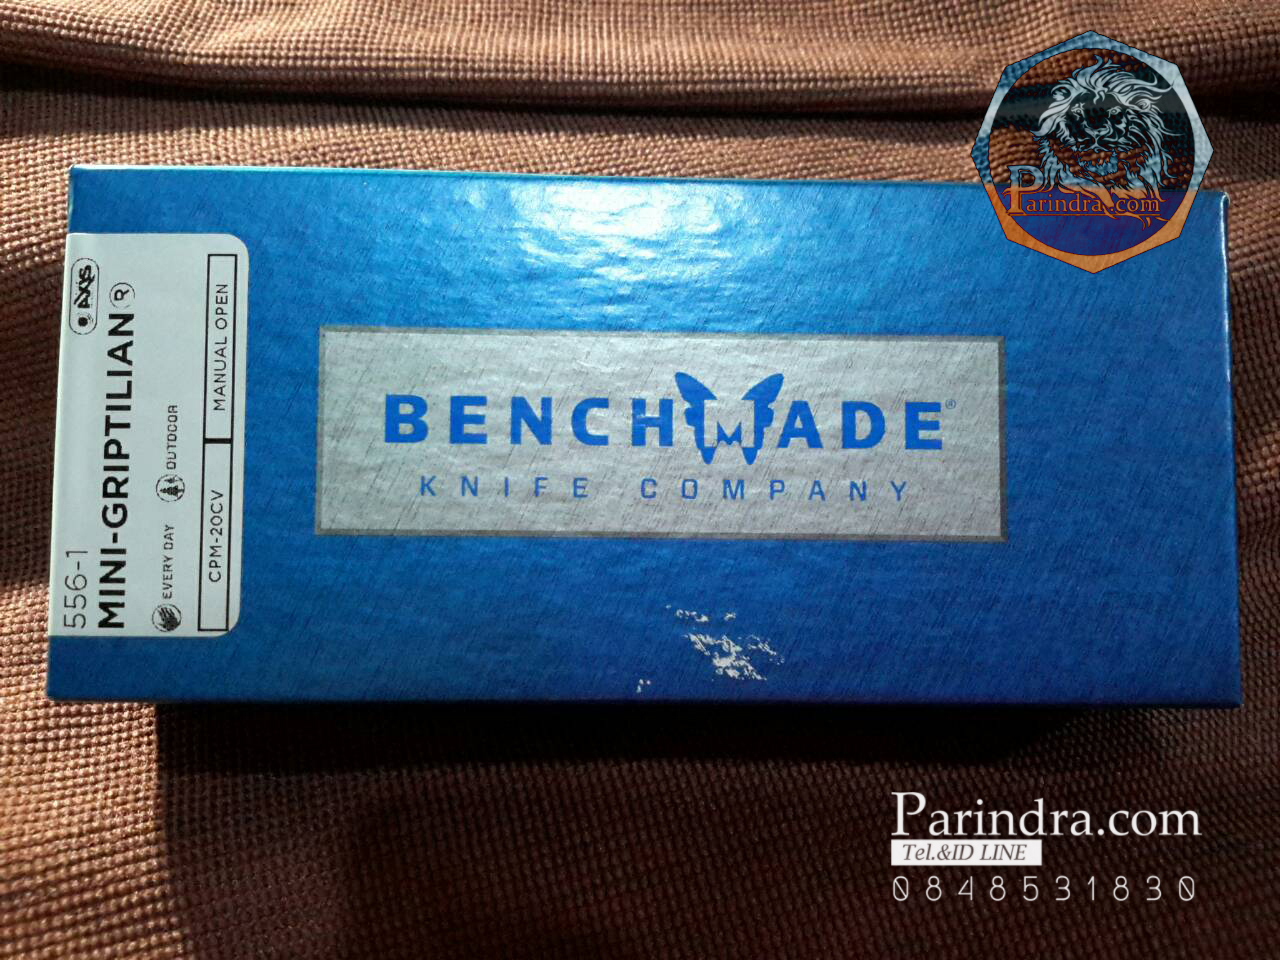 Parindra.com
AXIS
556-1
MINI-GRIPTILIAN®
EVERY DAY OUTDOOR
CPM-20CV MANUAL OPEN
BENCHMADE®
KNIFE COMPANY
Parindra.com
Tel.&ID LINE
0848531830